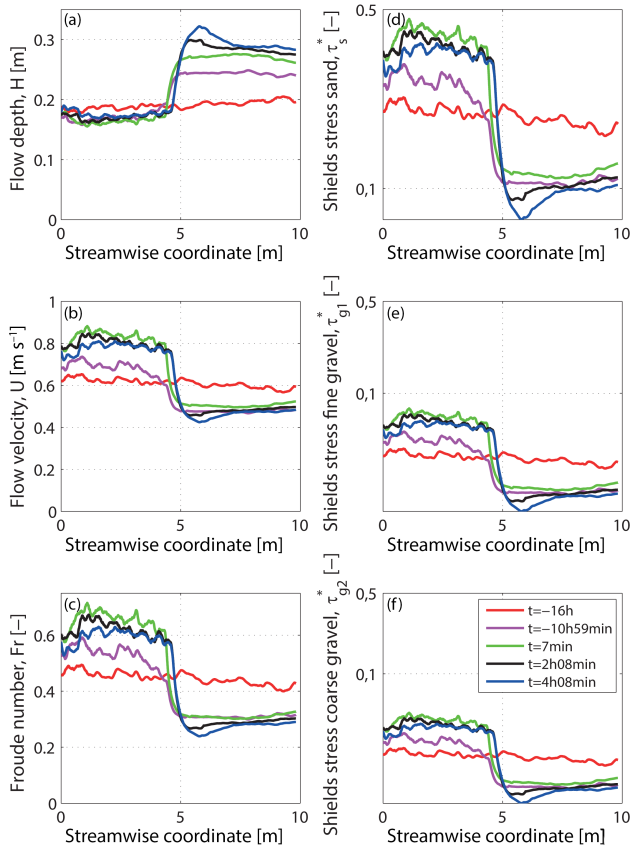 (a)
Flow depth, H [m]
0.3
0.2
0.1
0
0
5
10
Streamwise coordinate [m]
(d)
Shields stress sand, τ*s [−]
0.5
0,1
0
5
10
Streamwise coordinate [m]
(b)
Flow velocity, U [m s⁻¹]
1
0.8
0.6
0.4
0.2
0
0
5
10
Streamwise coordinate [m]
(e)
Shields stress fine gravel, τ*g1 [−]
0,5
0,1
0
5
10
Streamwise coordinate [m]
(c)
Froude number, Fr [−]
0.6
0.4
0.2
0
0
5
10
Streamwise coordinate [m]
(f)
Shields stress coarse gravel, τ*g2 [−]
0,5
0,1
t=−16h
t=−10h59min
t=7min
t=2h08min
t=4h08min
0
5
10
Streamwise coordinate [m]